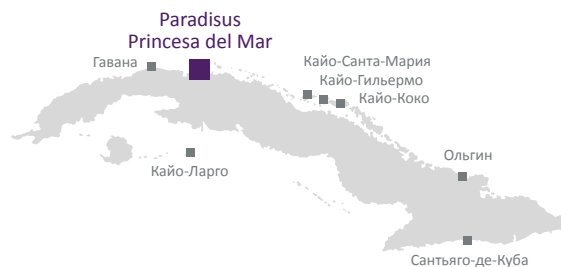 Paradisus
Princesa del Mar
Гавана
Кайо-Санта-Мария
Кайо-Гильермо
Кайо-Коко
Кайо-Ларго
Ольгин
Сантьяго-де-Куба